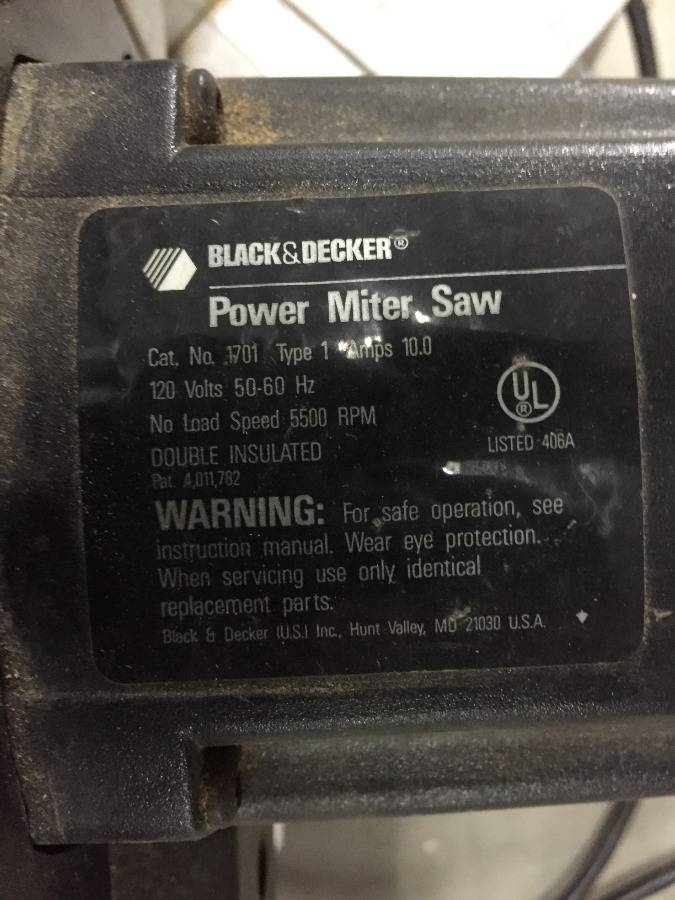 BLACK&DECKER®
Power Miter Saw
Cat. No. 1701 Type 1 Amps 10.0
120 Volts 50-60 Hz
No Load Speed 5500 RPM
DOUBLE INSULATED
Pat. 4,011,782
UL®
LISTED 406A
WARNING: For safe operation, see
instruction manual. Wear eye protection.
When servicing use only identical
replacement parts.
Black & Decker (U.S.) Inc., Hunt Valley, MD 21030 U.S.A.